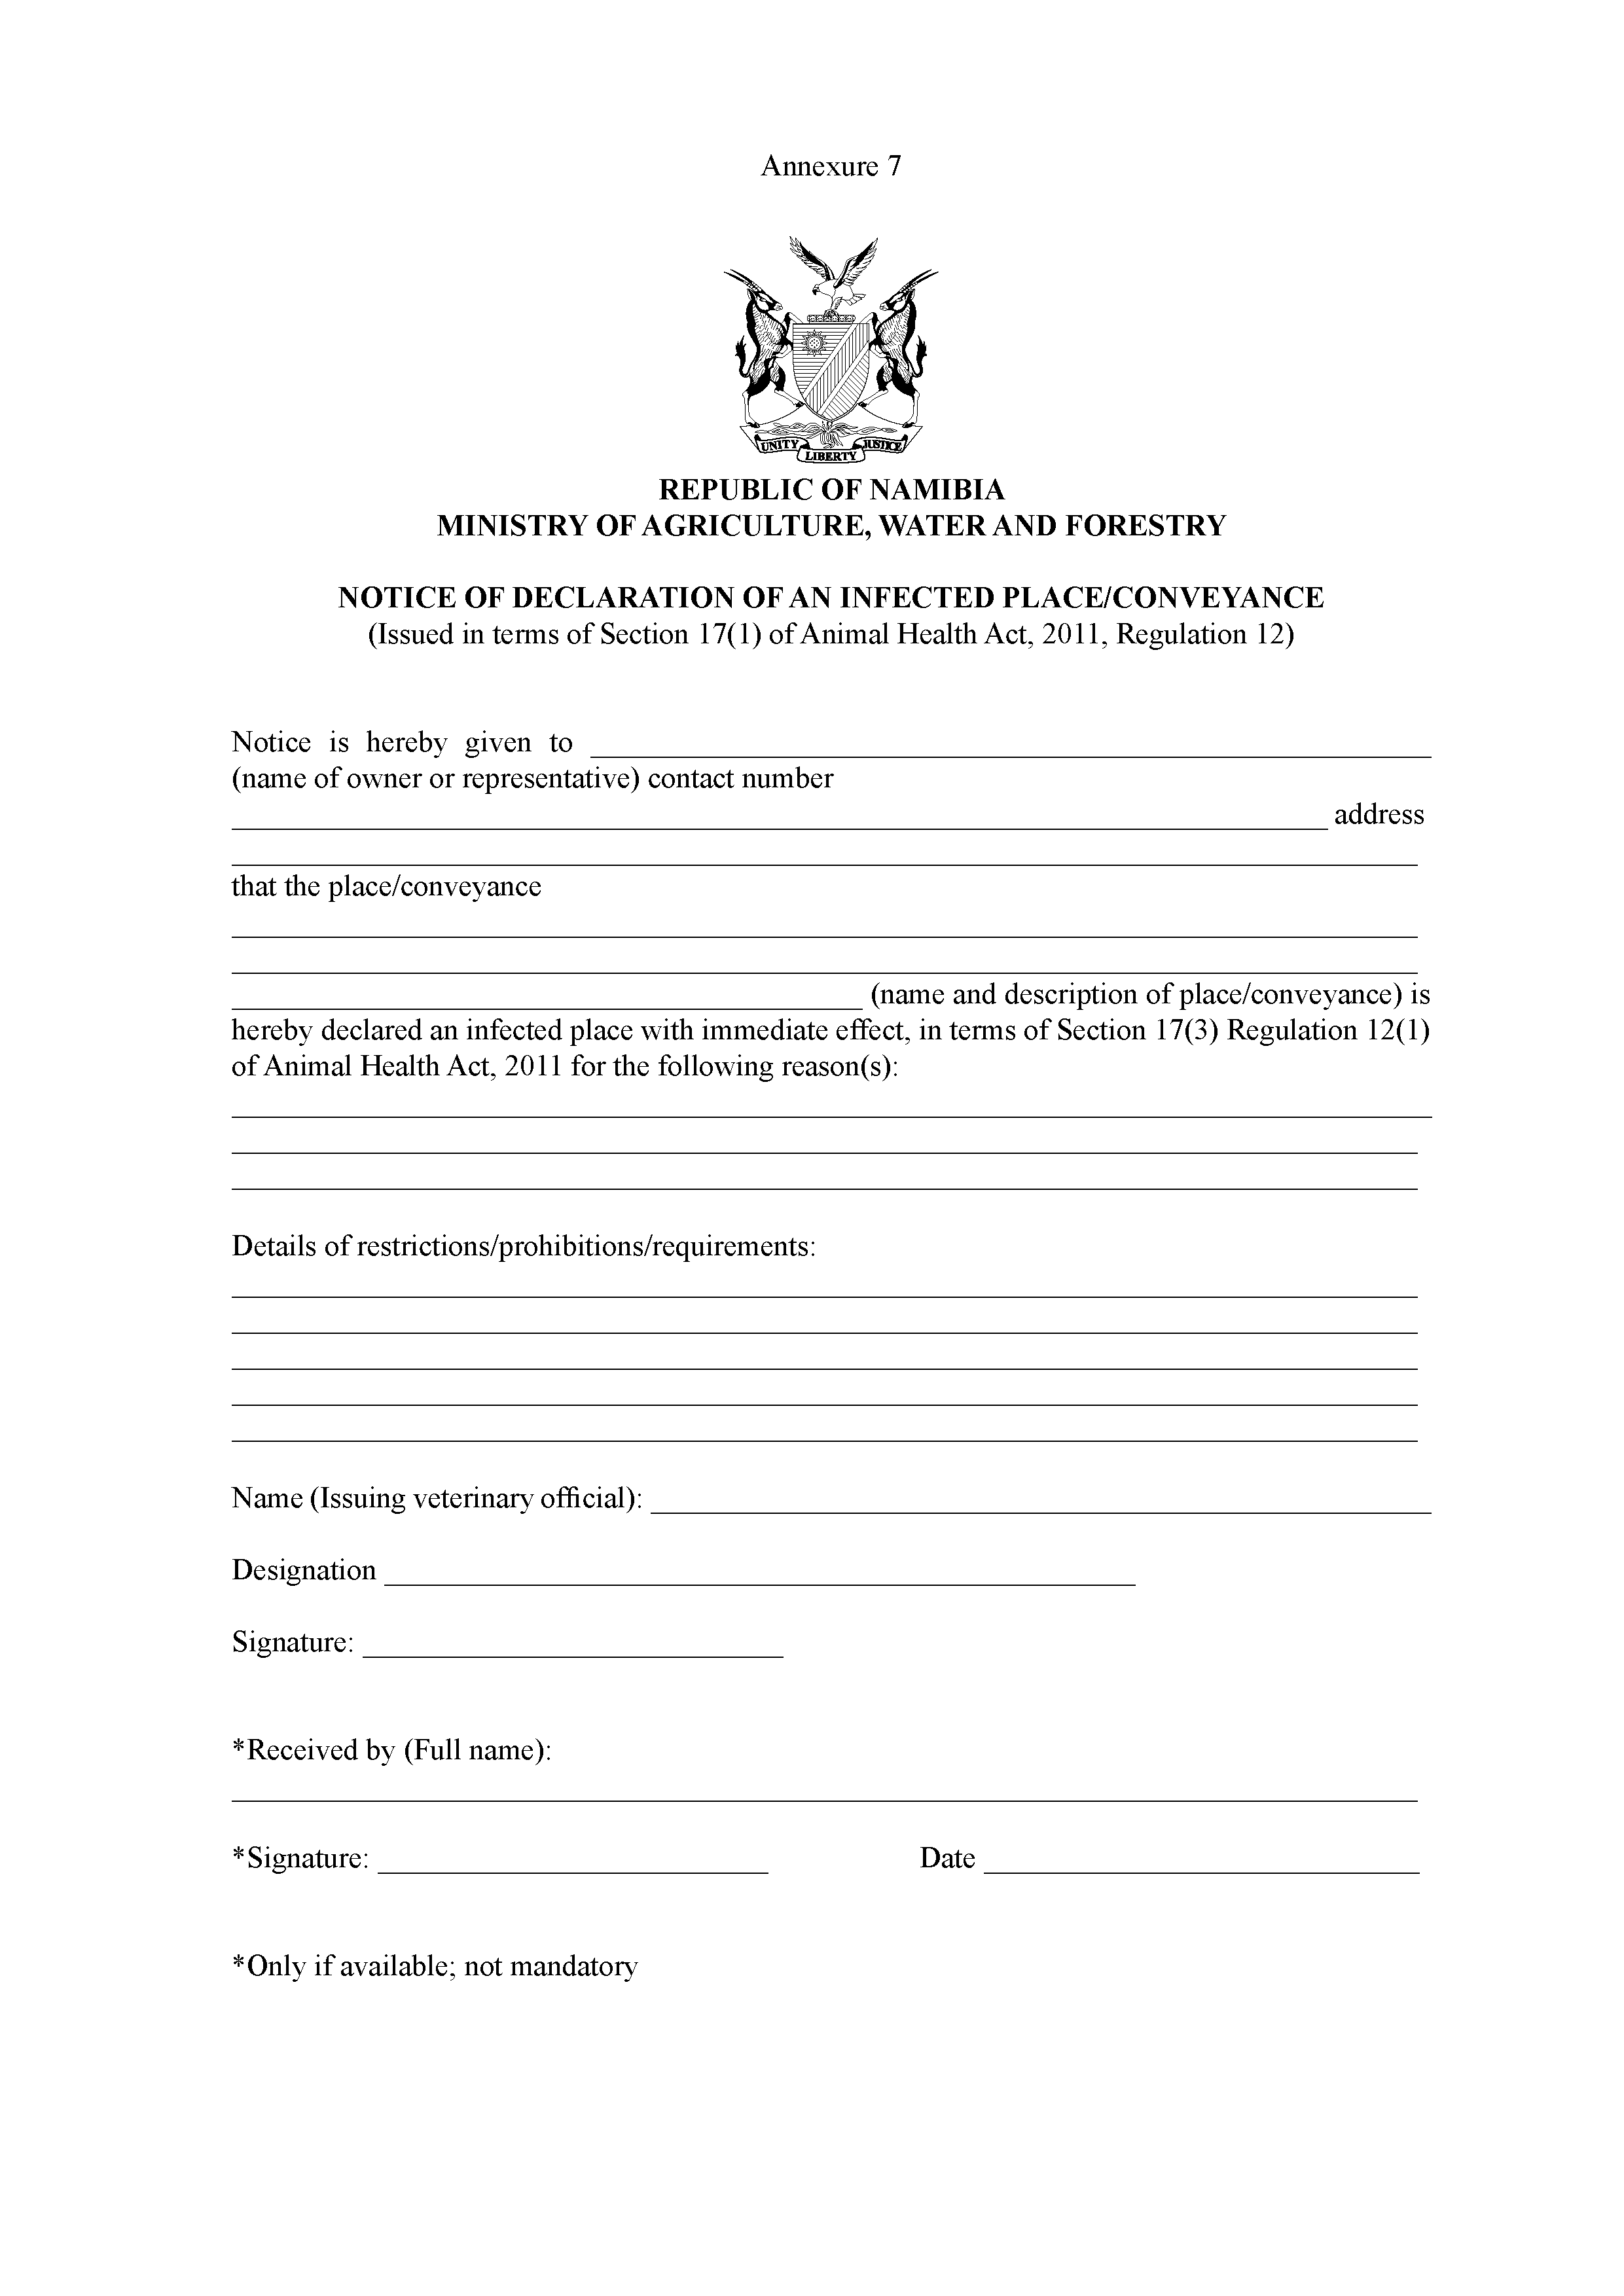 Annexure 7
UNITY
LIBERTY
JUSTICE
REPUBLIC OF NAMIBIA
MINISTRY OF AGRICULTURE, WATER AND FORESTRY
NOTICE OF DECLARATION OF AN INFECTED PLACE/CONVEYANCE
(Issued in terms of Section 17(1) of Animal Health Act, 2011, Regulation 12)
Notice is hereby given to
(name of owner or representative) contact number
address
that the place/conveyance
(name and description of place/conveyance) is
hereby declared an infected place with immediate effect, in terms of Section 17(3) Regulation 12(1)
of Animal Health Act, 2011 for the following reason(s):
Details of restrictions/prohibitions/requirements:
Name (Issuing veterinary official):
Designation
Signature:
*Received by (Full name):
*Signature: Date
*Only if available; not mandatory